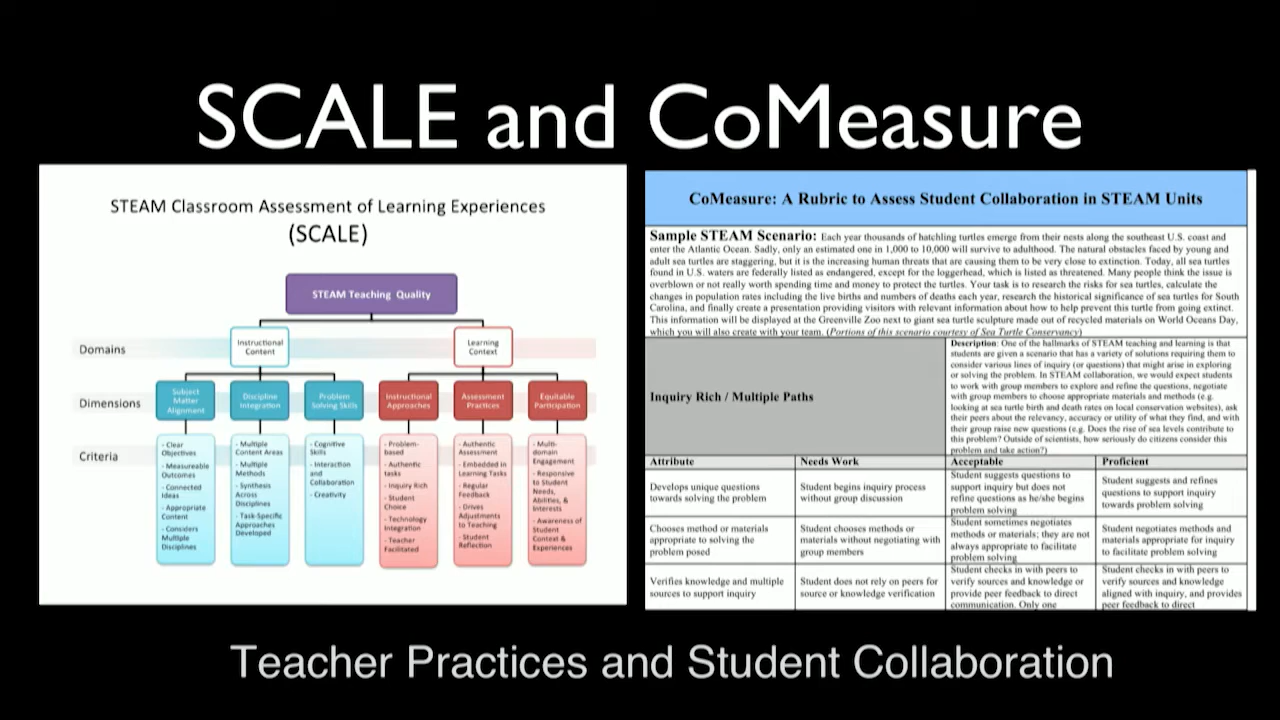 SCALE and CoMeasure
STEAM Classroom Assessment of Learning Experiences
(SCALE)
STEAM Teaching Quality
Domains
Instructional
Content
Learning
Context
Dimensions
Subject
Matter
Alignment
Discipline
Integration
Problem
Solving Skills
Instructional
Approaches
Assessment
Practices
Equitable
Participation
Criteria
- Clear
Objectives
- Measureable
Outcomes
- Connected
Ideas
- Appropriate
Content
- Considers
Multiple
Disciplines
- Multiple
Content Areas
- Multiple
Methods
- Synthesis
Across
Disciplines
- Task-Specific
Approaches
Developed
- Cognitive
Skills
- Interaction
and
Collaboration
- Creativity
- Problem-
based
- Authentic
tasks
- Inquiry Rich
- Student
Choice
- Technology
Integration
- Teacher
Facilitated
- Authentic
Assessment
- Embedded in
Learning Tasks
- Regular
Feedback
- Drives
Adjustments
to Teaching
- Student
Reflection
- Multi-
domain
Engagement
- Responsive
to Student
Needs,
Abilities, &
Interests
- Awareness of
Student
Context &
Experiences
CoMeasure: A Rubric to Assess Student Collaboration in STEAM Units
Sample STEAM Scenario: Each year thousands of hatchling turtles emerge from their nests along the southeast U.S. coast and
enter the Atlantic Ocean. Sadly, only an estimated one in 1,000 to 10,000 will survive to adulthood. The natural obstacles faced by young and
adult sea turtles are staggering, but it is the increasing human threats that are causing them to be very close to extinction. Today, all sea turtles
found in U.S. waters are federally listed as endangered, except for the loggerhead, which is listed as threatened. Many people think the issue is
overblown or not really worth spending time and money to protect the turtles. Your task is to research the risks for sea turtles, calculate the
changes in population rates including the live births and numbers of deaths each year, research the historical significance of sea turtles for South
Carolina, and finally create a presentation providing visitors with relevant information about how to help prevent this turtle from going extinct.
This information will be displayed at the Greenville Zoo next to giant sea turtle sculpture made out of recycled materials on World Oceans Day,
which you will also create with your team. (Portions of this scenario courtesy of Sea Turtle Conservancy)
Inquiry Rich / Multiple Paths
Description: One of the hallmarks of STEAM teaching and learning is that
students are given a scenario that has a variety of solutions requiring them to
consider various lines of inquiry (or questions) that might arise in exploring
or solving the problem. In STEAM collaboration, we would expect students
to work with group members to explore and refine the questions, negotiate
with group members to choose appropriate materials and methods (e.g.
looking at sea turtle birth and death rates on local conservation websites), ask
their peers about the relevancy, accuracy or utility of what they find, and with
their group raise new questions (e.g. Does the rise of sea levels contribute to
this problem? Outside of scientists, how seriously do citizens consider this
problem and take action?)
Attribute
Needs Work
Acceptable
Proficient
Develops unique questions
towards solving the problem
Student begins inquiry process
without group discussion
Student suggests questions to
support inquiry but does not
refine questions as he/she begins
problem solving
Student suggests and refines
questions to support inquiry
towards problem solving
Chooses method or materials
appropriate to solving the
problem posed
Student chooses methods or
materials without negotiating with
group members
Student sometimes negotiates
methods or materials; they are not
always appropriate to facilitate
problem solving
Student negotiates methods and
materials appropriate for inquiry
to facilitate problem solving
Verifies knowledge and multiple
sources to support inquiry
Student does not rely on peers for
source or knowledge verification
Student checks in with peers to
verify sources and knowledge or
provide peer feedback to direct
communication. Only one
Student checks in with peers to
verify sources and knowledge
aligned with inquiry, and provides
peer feedback to direct
Teacher Practices and Student Collaboration